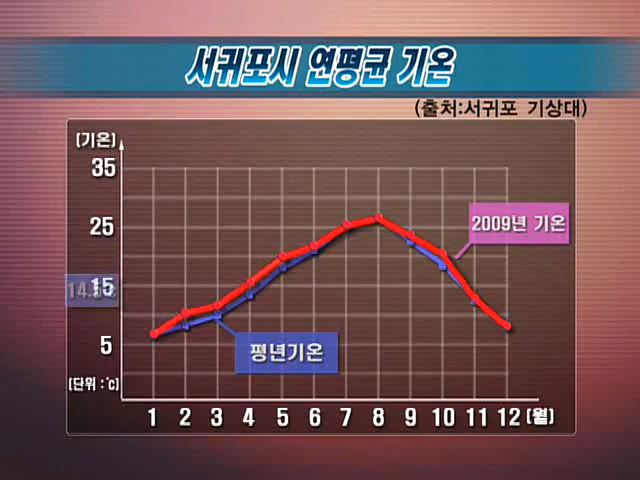 서귀포시 연평균 기온
(출처:서귀포 기상대)
(기온)
35
25
2009년 기온
15
5
평년기온
(단위 : ℃)
1 2 3 4 5 6 7 8 9 10 11 12 (월)